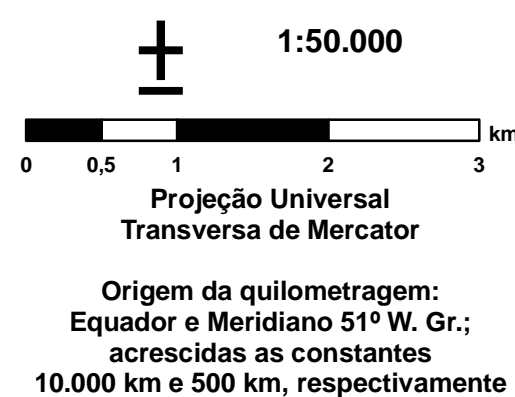 1:50.000
km
0 0,5 1 2 3
Projeção Universal
Transversa de Mercator
Origem da quilometragem:
Equador e Meridiano 51º W. Gr.;
acrescidas as constantes
10.000 km e 500 km, respectivamente